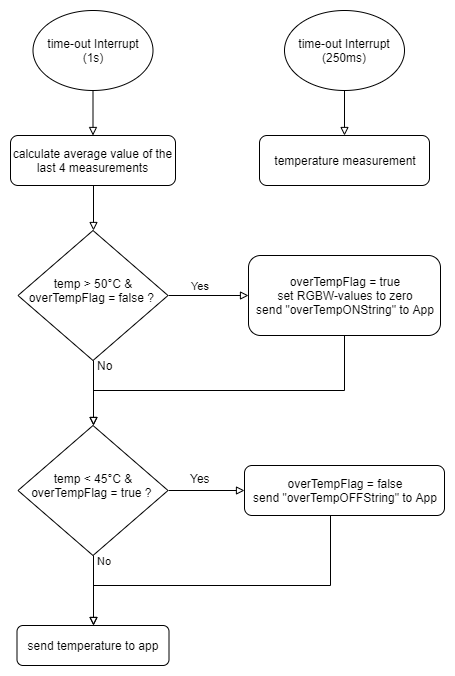 time-out Interrupt
(1s)
time-out Interrupt
(250ms)
calculate average value of the
last 4 measurements
temperature measurement
temp > 50°C &
overTempFlag = false ?
Yes
overTempFlag = true
set RGBW-values to zero
send "overTempONString" to App
No
temp < 45°C &
overTempFlag = true ?
Yes
overTempFlag = false
send "overTempOFFString" to App
No
send temperature to app